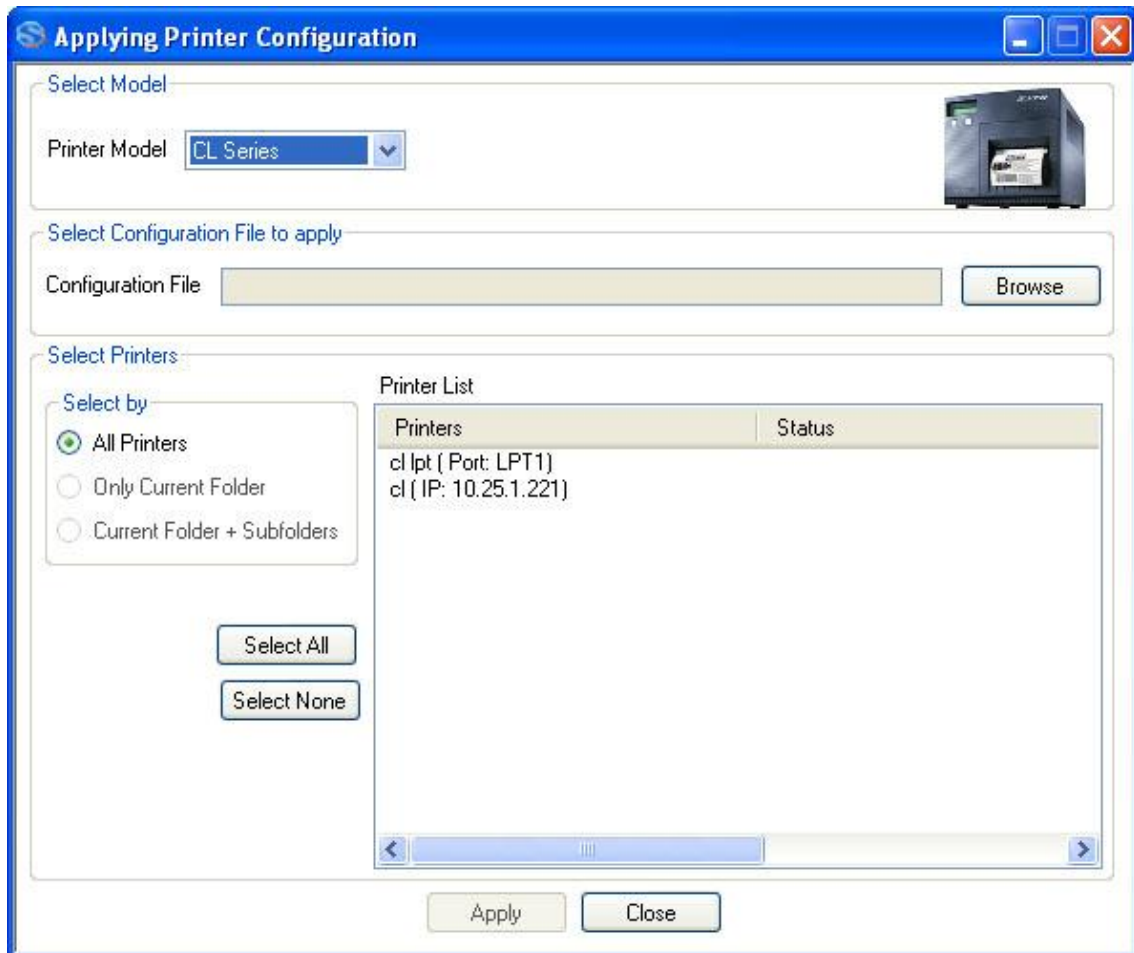 Applying Printer Configuration
Select Model
Printer Model CL Series
Select Configuration File to apply
Configuration File Browse
Select Printers
Select by
All Printers
Only Current Folder
Current Folder + Subfolders
Select All
Select None
Printer List
Printers Status
cl lpt ( Port: LPT1)
cl ( IP: 10.25.1.221)
Apply Close